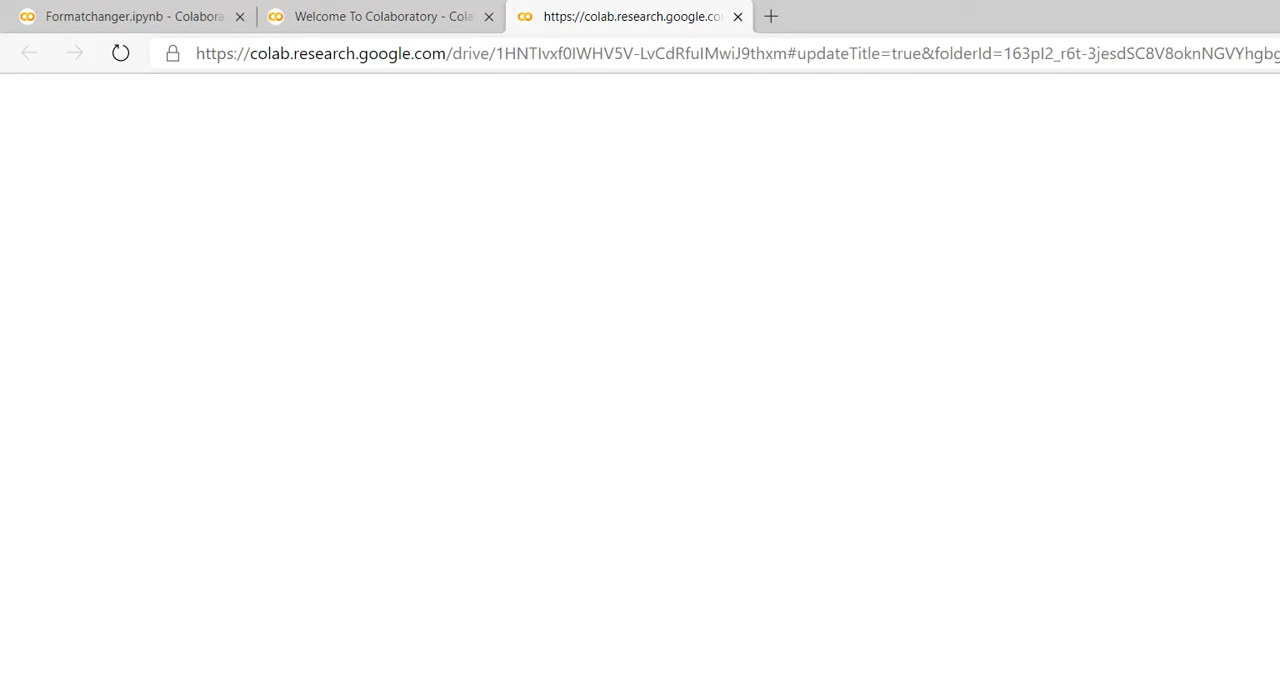 Formatchanger.ipynb - Colabora
Welcome To Colaboratory - Cola
https://colab.research.google.co
https://colab.research.google.com/drive/1HNTIvxf0IWHV5V-LvCdRfuIMwiJ9thxm#updateTitle=true&folderId=163pI2_r6t-3jesdSC8V8oknNGVYhgbg